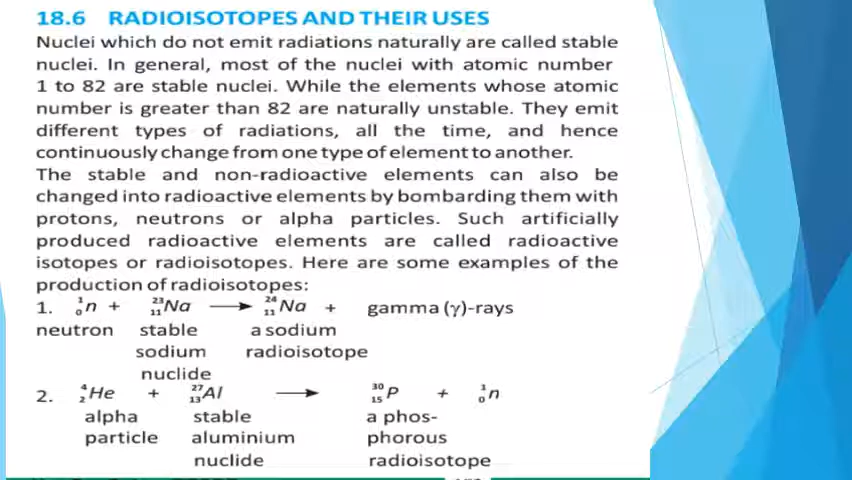 18.6 RADIOISOTOPES AND THEIR USES
Nuclei which do not emit radiations naturally are called stable
nuclei. In general, most of the nuclei with atomic number
1 to 82 are stable nuclei. While the elements whose atomic
number is greater than 82 are naturally unstable. They emit
different types of radiations, all the time, and hence
continuously change from one type of element to another.
The stable and non-radioactive elements can also be
changed into radioactive elements by bombarding them with
protons, neutrons or alpha particles. Such artificially
produced radioactive elements are called radioactive
isotopes or radioisotopes. Here are some examples of the
production of radioisotopes:
1. ¹₀n + ²³₁₁Na ⟶ ²⁴₁₁Na + gamma (γ)-rays
neutron stable a sodium
sodium radioisotope
nuclide
2. ⁴₂He + ²⁷₁₃Al ⟶ ³⁰₁₅P + ¹₀n
alpha stable a phos-
particle aluminium phorous
nuclide radioisotope